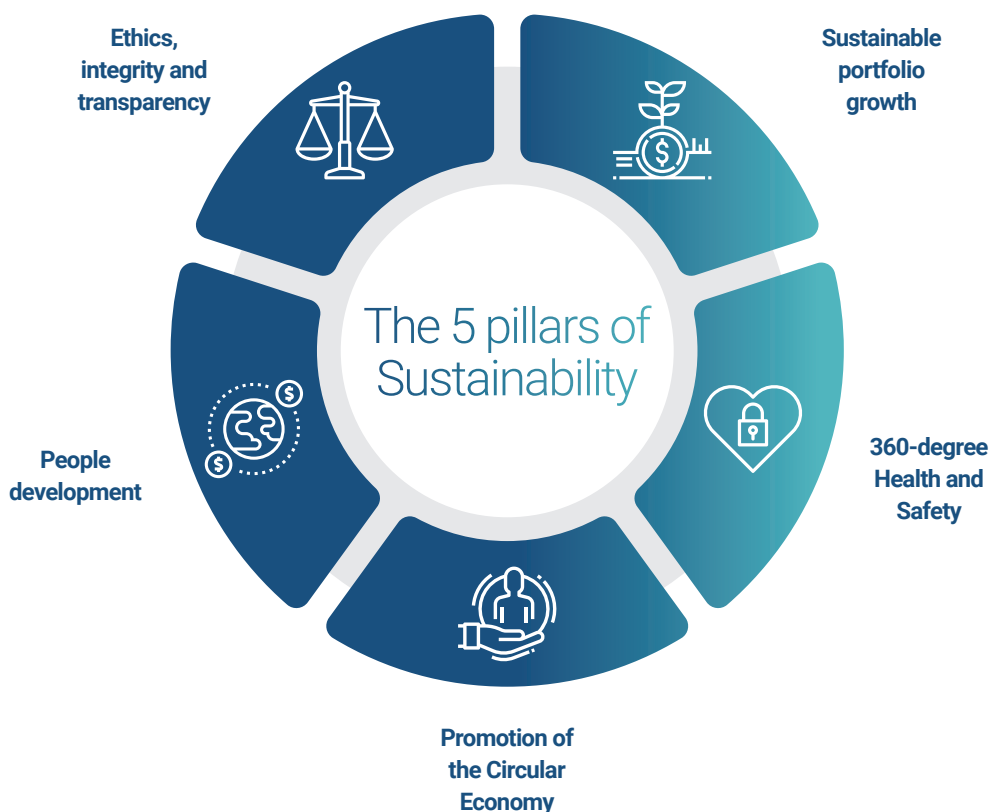 Ethics,
integrity and
transparency
Sustainable
portfolio
growth
$
The 5 pillars of
Sustainability
$
$
People
development
360-degree
Health and
Safety
Promotion of
the Circular
Economy